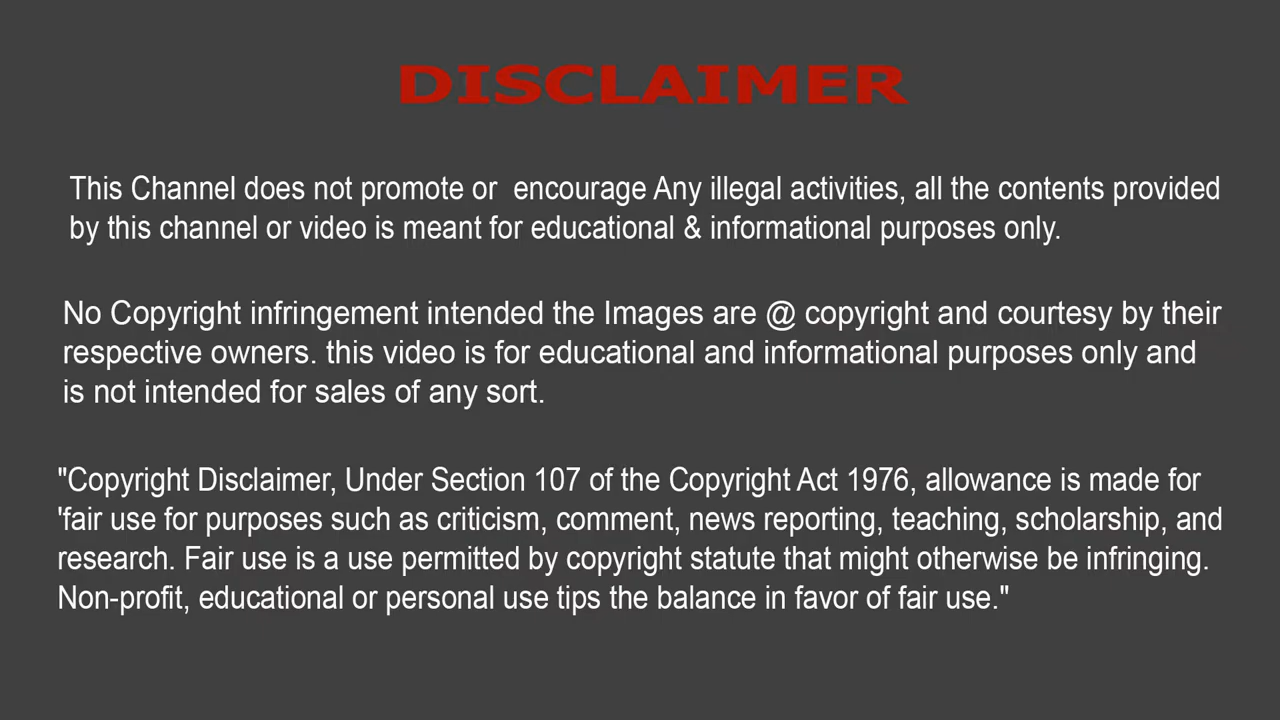 DISCLAIMER
This Channel does not promote or  encourage Any illegal activities, all the contents provided
by this channel or video is meant for educational & informational purposes only.
No Copyright infringement intended the Images are @ copyright and courtesy by their
respective owners. this video is for educational and informational purposes only and
is not intended for sales of any sort.
"Copyright Disclaimer, Under Section 107 of the Copyright Act 1976, allowance is made for
'fair use for purposes such as criticism, comment, news reporting, teaching, scholarship, and
research. Fair use is a use permitted by copyright statute that might otherwise be infringing.
Non-profit, educational or personal use tips the balance in favor of fair use."